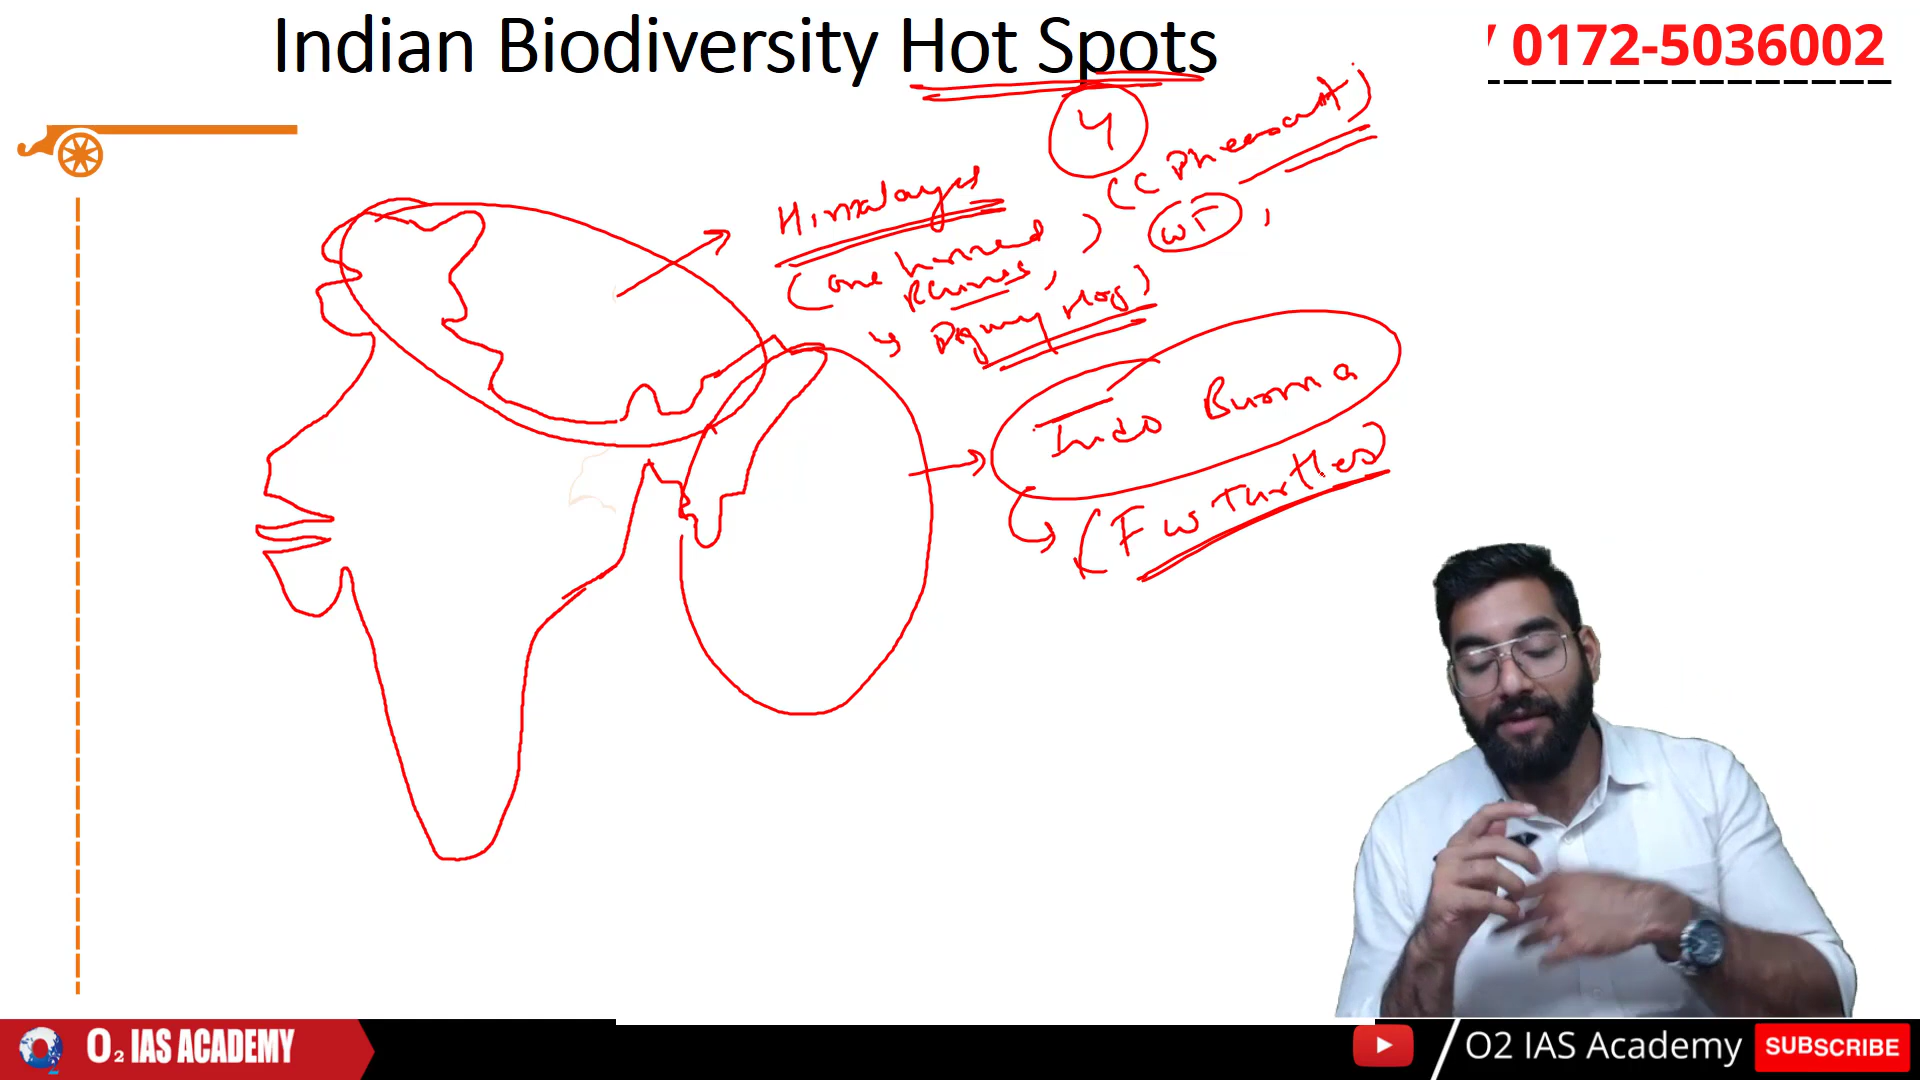 Indian Biodiversity Hot Spots
0172-5036002
4
(C Pheasant)
Himalayas
WT,
(one horned)
Rhinos,
Pygmy Hog)
Indo Burma
(FW Turtles)
O2 IAS ACADEMY
O2 IAS Academy
SUBSCRIBE